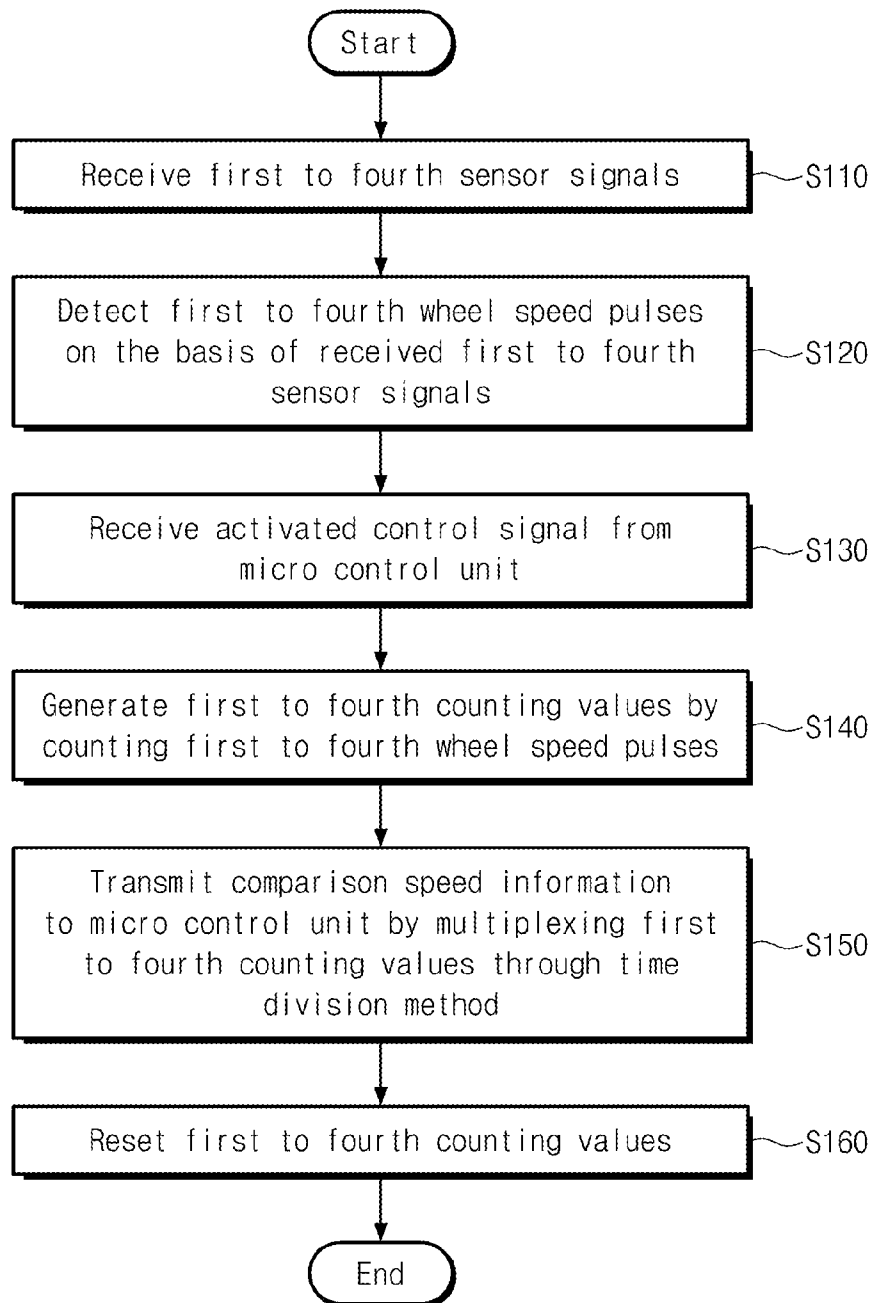 Start
Receive first to fourth sensor signals
S110
Detect first to fourth wheel speed pulses
on the basis of received first to fourth
sensor signals
S120
Receive activated control signal from
micro control unit
S130
Generate first to fourth counting values by
counting first to fourth wheel speed pulses
S140
Transmit comparison speed information
to micro control unit by multiplexing first
to fourth counting values through time
division method
S150
Reset first to fourth counting values
S160
End